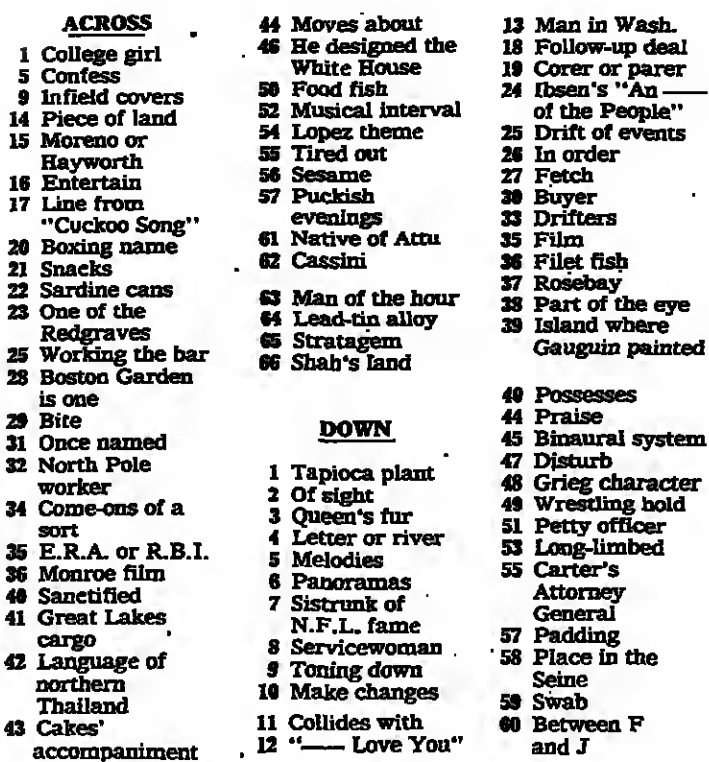 ACROSS
1 College girl
5 Confess
9 Infield covers
14 Piece of land
15 Moreno or
Hayworth
16 Entertain
17 Line from
"Cuckoo Song"
20 Boxing name
21 Snacks
22 Sardine cans
23 One of the
Redgraves
25 Working the bar
28 Boston Garden
is one
29 Bite
31 Once named
32 North Pole
worker
34 Come-ons of a
sort
35 E.R.A. or R.B.I.
36 Monroe film
40 Sanctified
41 Great Lakes
cargo
42 Language of
northern
Thailand
43 Cakes'
accompaniment
44 Moves about
46 He designed the
White House
50 Food fish
52 Musical interval
54 Lopez theme
55 Tired out
56 Sesame
57 Puckish
evenings
61 Native of Attu
62 Cassini
63 Man of the hour
64 Lead-tin alloy
65 Stratagem
66 Shah's land
DOWN
1 Tapioca plant
2 Of sight
3 Queen's fur
4 Letter or river
5 Melodies
6 Panoramas
7 Sistrunk of
N.F.L. fame
8 Servicewoman
9 Toning down
10 Make changes
11 Collides with
12 "—— Love You"
13 Man in Wash.
18 Follow-up deal
19 Corer or parer
24 Ibsen's "An ——
of the People"
25 Drift of events
26 In order
27 Fetch
30 Buyer
33 Drifters
35 Film
36 Filet fish
37 Rosebay
38 Part of the eye
39 Island where
Gauguin painted
40 Possesses
44 Praise
45 Binaural system
47 Disturb
48 Grieg character
49 Wrestling hold
51 Petty officer
53 Long-limbed
55 Carter's
Attorney
General
57 Padding
58 Place in the
Seine
59 Swab
60 Between F
and J